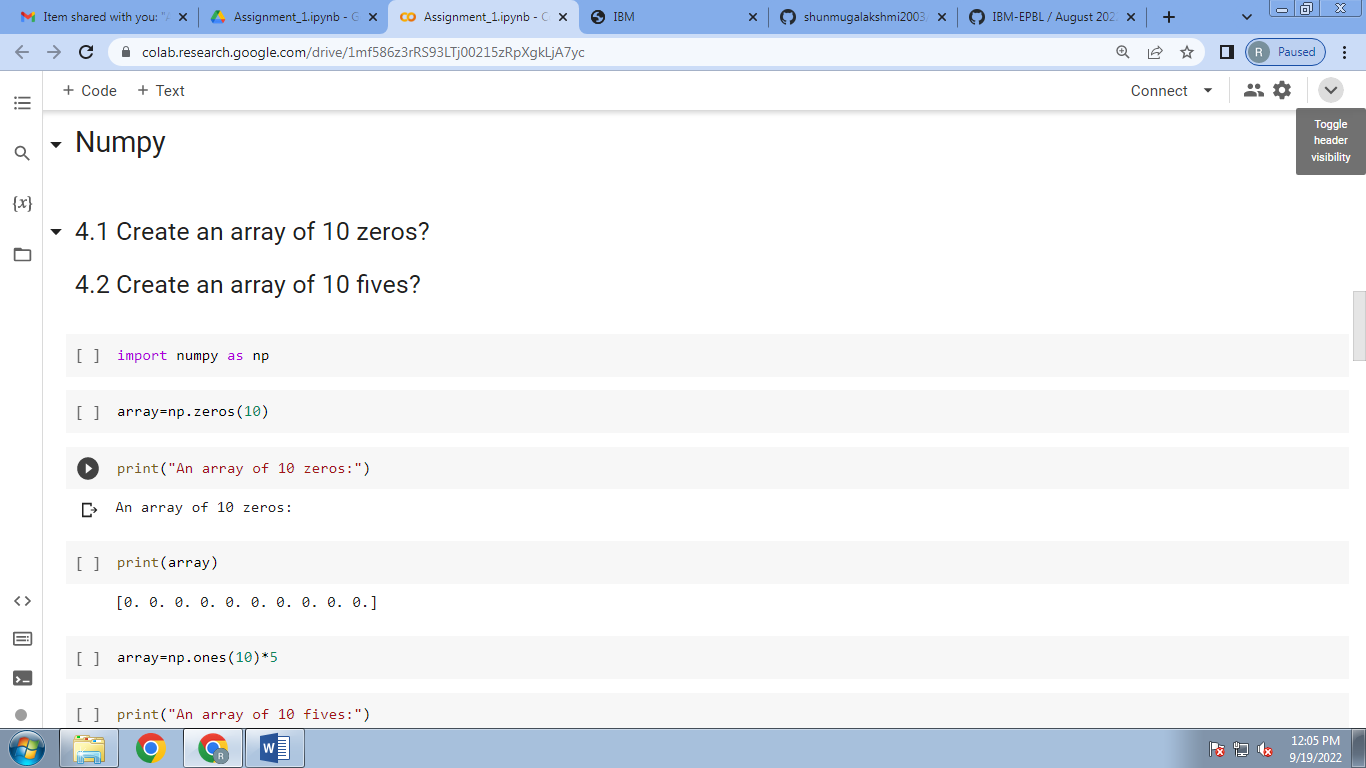 Item shared with you: "A
Assignment_1.ipynb - G
Assignment_1.ipynb - C
IBM
shunmugalakshmi2003
IBM-EPBL / August 202
colab.research.google.com/drive/1mf586z3rRS93LTj00215zRpXgkLjA7yc
R Paused
+ Code + Text
Connect
Toggle
header
visibility
Numpy
4.1 Create an array of 10 zeros?
4.2 Create an array of 10 fives?
[ ] import numpy as np
[ ] array=np.zeros(10)
print("An array of 10 zeros:")
An array of 10 zeros:
[ ] print(array)
[0. 0. 0. 0. 0. 0. 0. 0. 0. 0.]
[ ] array=np.ones(10)*5
[ ] print("An array of 10 fives:")
{x}
<>
R
W
12:05 PM
9/19/2022